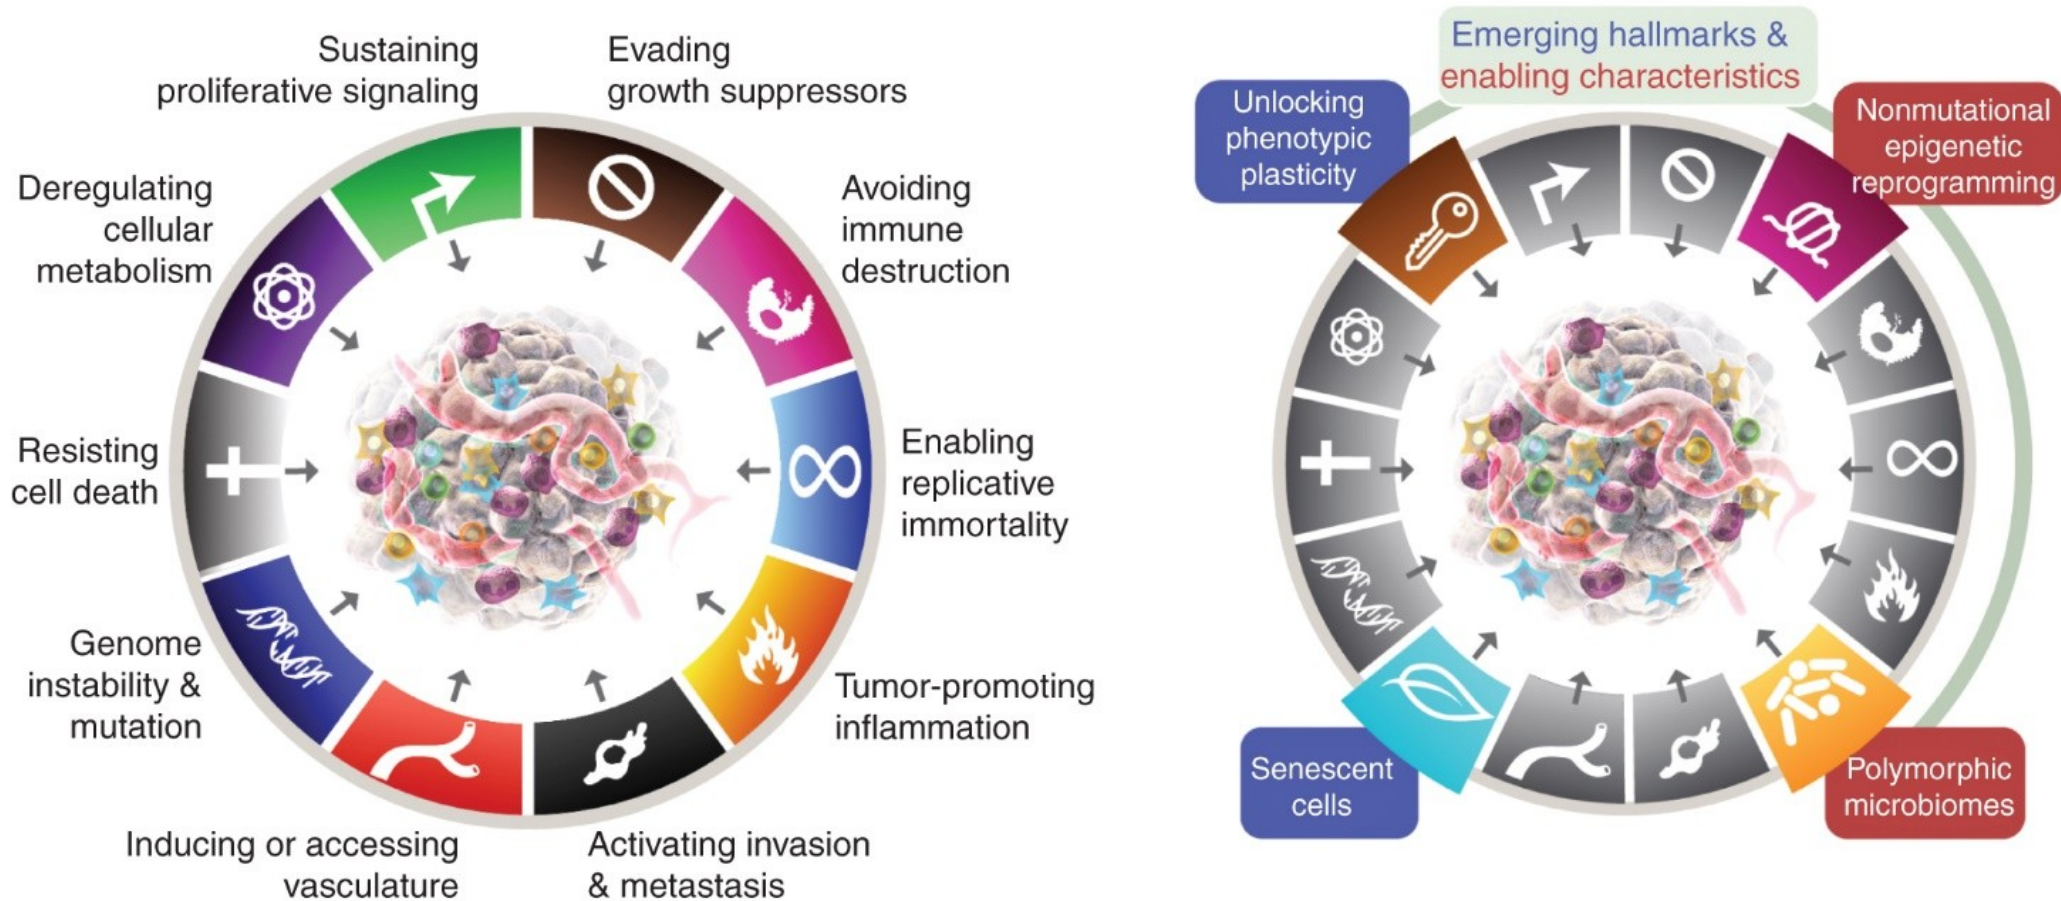 Sustaining
proliferative signaling
Evading
growth suppressors
Deregulating
cellular
metabolism
Avoiding
immune
destruction
Resisting
cell death
Enabling
replicative
immortality
Genome
instability &
mutation
Tumor-promoting
inflammation
Inducing or accessing
vasculature
Activating invasion
& metastasis
Emerging hallmarks &
enabling characteristics
Unlocking
phenotypic
plasticity
Nonmutational
epigenetic
reprogramming
Senescent
cells
Polymorphic
microbiomes